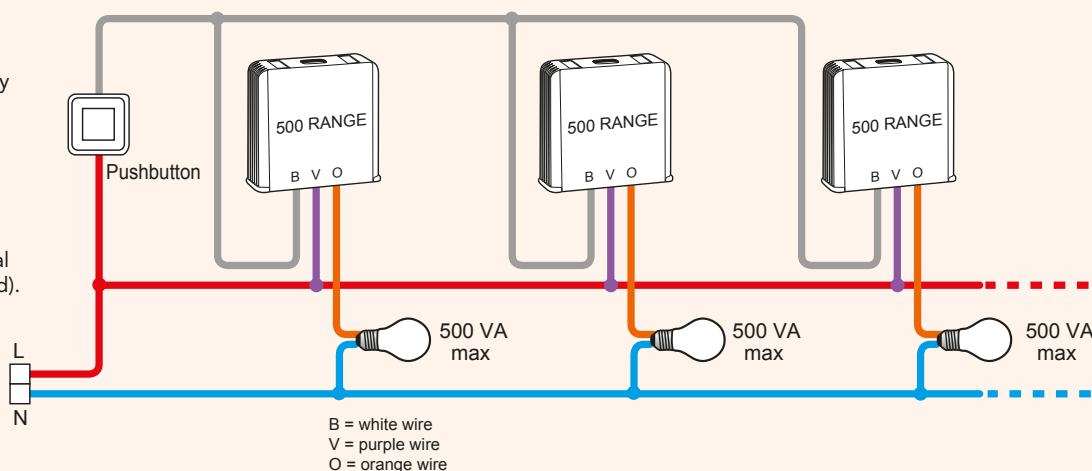 y
Pushbutton
al
d).
500 RANGE
B V O
500 RANGE
B V O
500 RANGE
B V O
500 VA
max
500 VA
max
500 VA
max
L
N
B = white wire
V = purple wire
O = orange wire